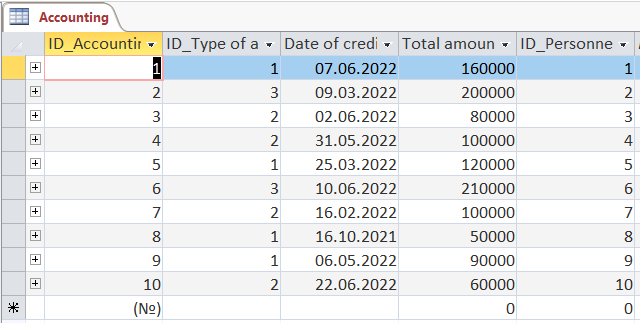 Accounting
ID_Accountin ID_Type of a Date of credi Total amoun ID_Personne
1 1 07.06.2022 160000 1
2 3 09.03.2022 200000 2
3 2 02.06.2022 80000 3
4 2 31.05.2022 100000 4
5 1 25.03.2022 120000 5
6 3 10.06.2022 210000 6
7 2 16.02.2022 100000 7
8 1 16.10.2021 50000 8
9 1 06.05.2022 90000 9
10 2 22.06.2022 60000 10
(№) 0 0